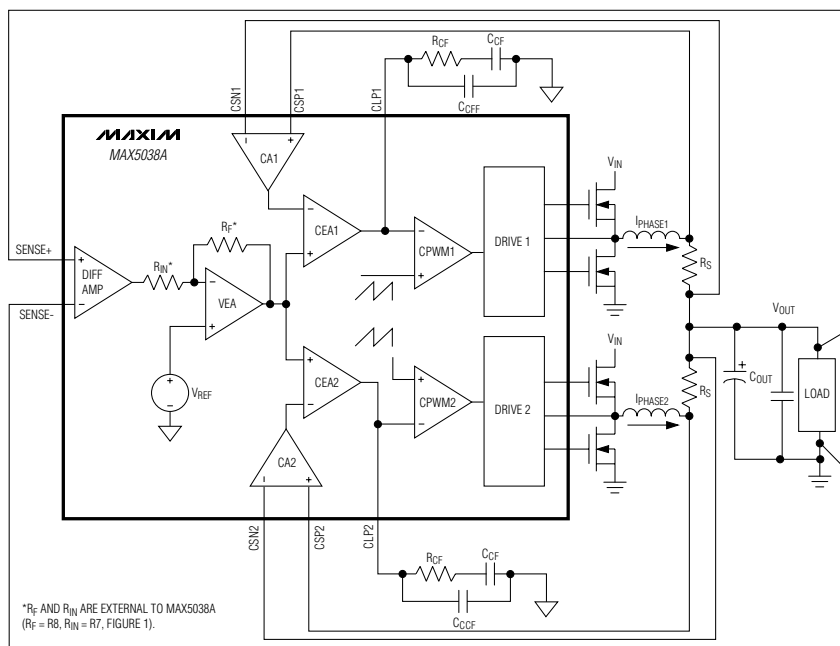 RCF
CCF
CCFF
CSN1
CSP1
CLP1
MAXIM
MAX5038A
CA1
VIN
RF*
CEA1
DRIVE 1
IPHASE1
SENSE+
RIN*
CPWM1
RS
DIFF
AMP
VEA
SENSE-
VOUT
VIN
VREF
CEA2
CPWM2
DRIVE 2
IPHASE2
RS
COUT
LOAD
CA2
CSN2
CSP2
CLP2
RCF
CCF
CCCF
*RF AND RIN ARE EXTERNAL TO MAX5038A
(RF = R8, RIN = R7, FIGURE 1).